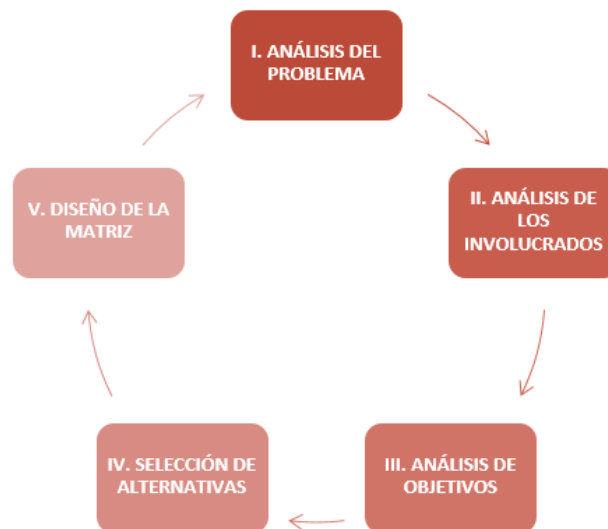 I. ANÁLISIS DEL
PROBLEMA
II. ANÁLISIS DE
LOS
INVOLUCRADOS
III. ANÁLISIS DE
OBJETIVOS
IV. SELECCIÓN DE
ALTERNATIVAS
V. DISEÑO DE LA
MATRIZ